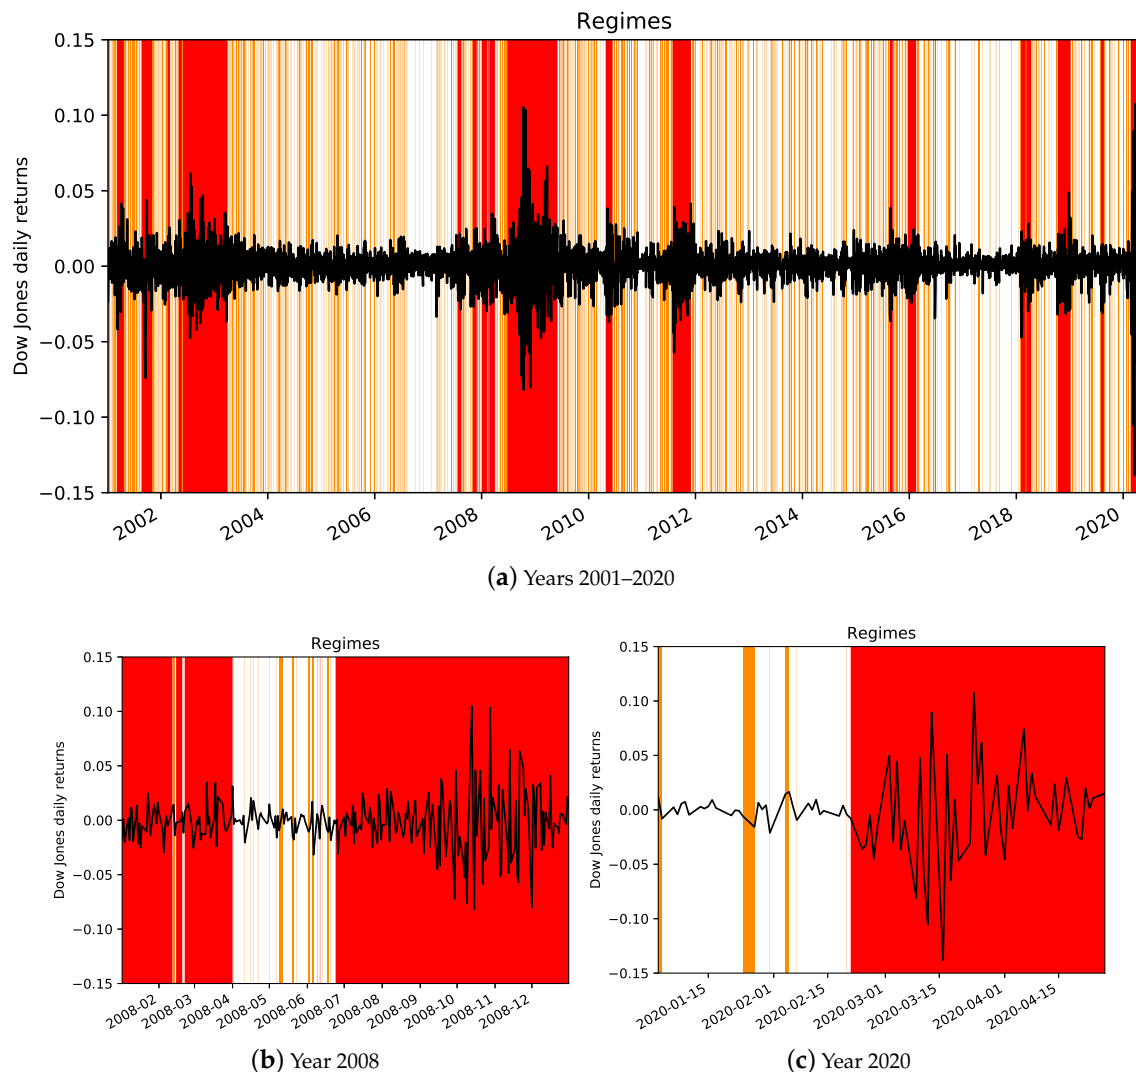 Regimes
Dow Jones daily returns
0.15
0.10
0.05
0.00
−0.05
−0.10
−0.15
2002 2004 2006 2008 2010 2012 2014 2016 2018 2020
(a) Years 2001–2020
Regimes
Dow Jones daily returns
0.15
0.10
0.05
0.00
−0.05
−0.10
−0.15
2008-02 2008-03 2008-04 2008-05 2008-06 2008-07 2008-08 2008-09 2008-10 2008-11 2008-12
(b) Year 2008
Regimes
Dow Jones daily returns
0.15
0.10
0.05
0.00
−0.05
−0.10
−0.15
2020-01-15 2020-02-01 2020-02-15 2020-03-01 2020-03-15 2020-04-01 2020-04-15
(c) Year 2020